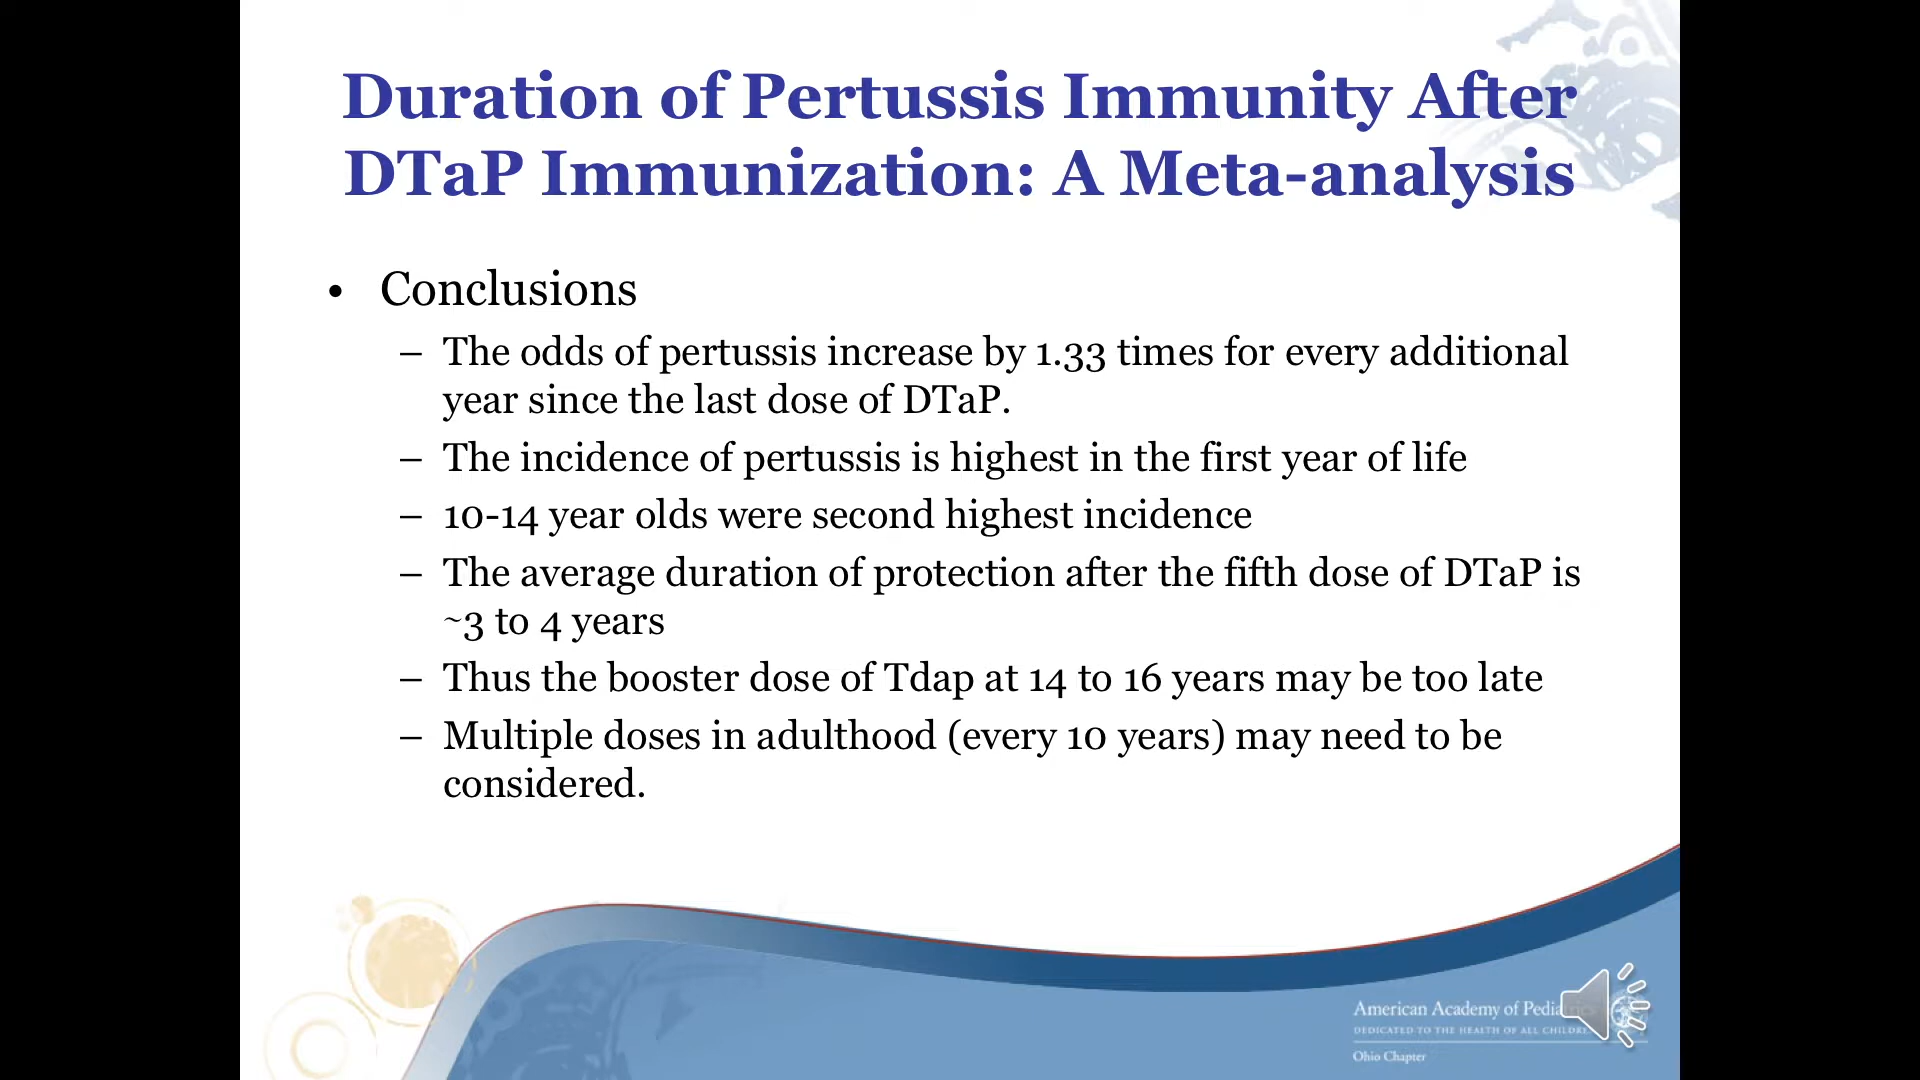 Duration of Pertussis Immunity After
DTaP Immunization: A Meta-analysis
• Conclusions
– The odds of pertussis increase by 1.33 times for every additional
year since the last dose of DTaP.
– The incidence of pertussis is highest in the first year of life
– 10-14 year olds were second highest incidence
– The average duration of protection after the fifth dose of DTaP is
~3 to 4 years
– Thus the booster dose of Tdap at 14 to 16 years may be too late
– Multiple doses in adulthood (every 10 years) may need to be
considered.
American Academy of
DEDICATED TO THE HEALTH OF ALL
Ohio Chapter